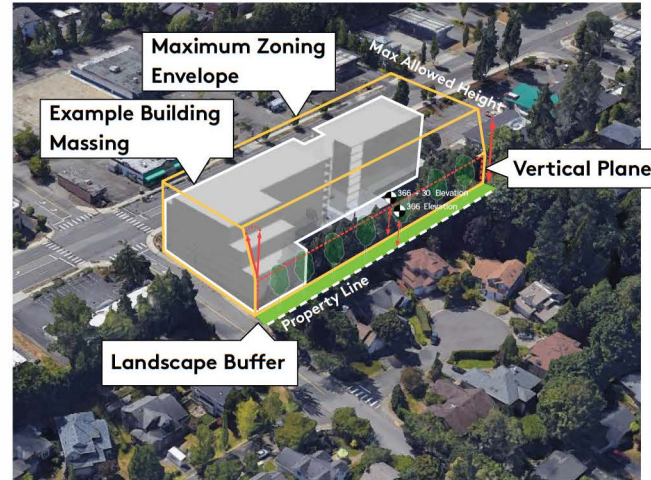 Maximum Zoning
Envelope
Max Allowed Height
Example Building
Massing
Vertical Plane
366 + 30 Elevation
366 Elevation
Property Line
Landscape Buffer